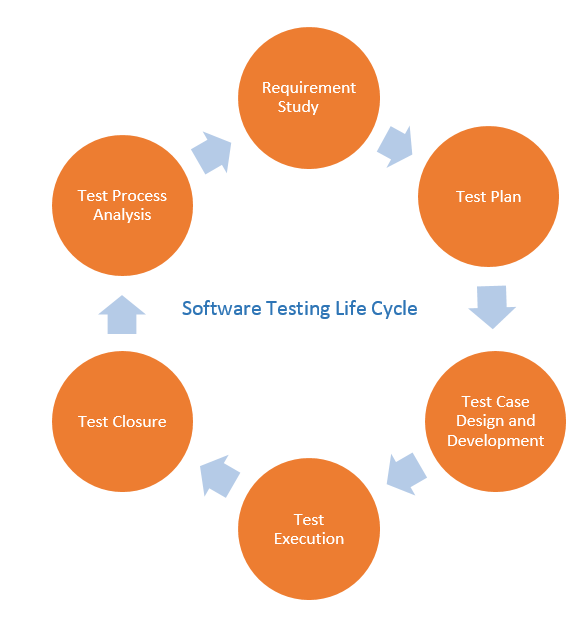 Requirement
Study
Test Plan
Test Case
Design and
Development
Test
Execution
Test Closure
Test Process
Analysis
Software Testing Life Cycle